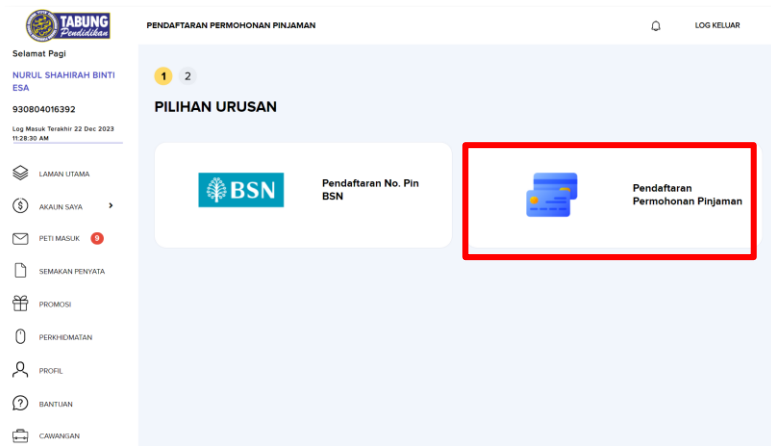 TABUNG
Pendidikan
PENDAFTARAN PERMOHONAN PINJAMAN
LOG KELUAR
Selamat Pagi
NURUL SHAHIRAH BINTI
ESA
930804016392
Log Masuk Terakhir 22 Dec 2023
11:28:30 AM
1 2
PILIHAN URUSAN
BSN
Pendaftaran No. Pin
BSN
Pendaftaran
Permohonan Pinjaman
LAMAN UTAMA
AKAUN SAYA
PETI MASUK 9
SEMAKAN PENYATA
PROMOSI
PERKHIDMATAN
PROFIL
BANTUAN
CAWANGAN